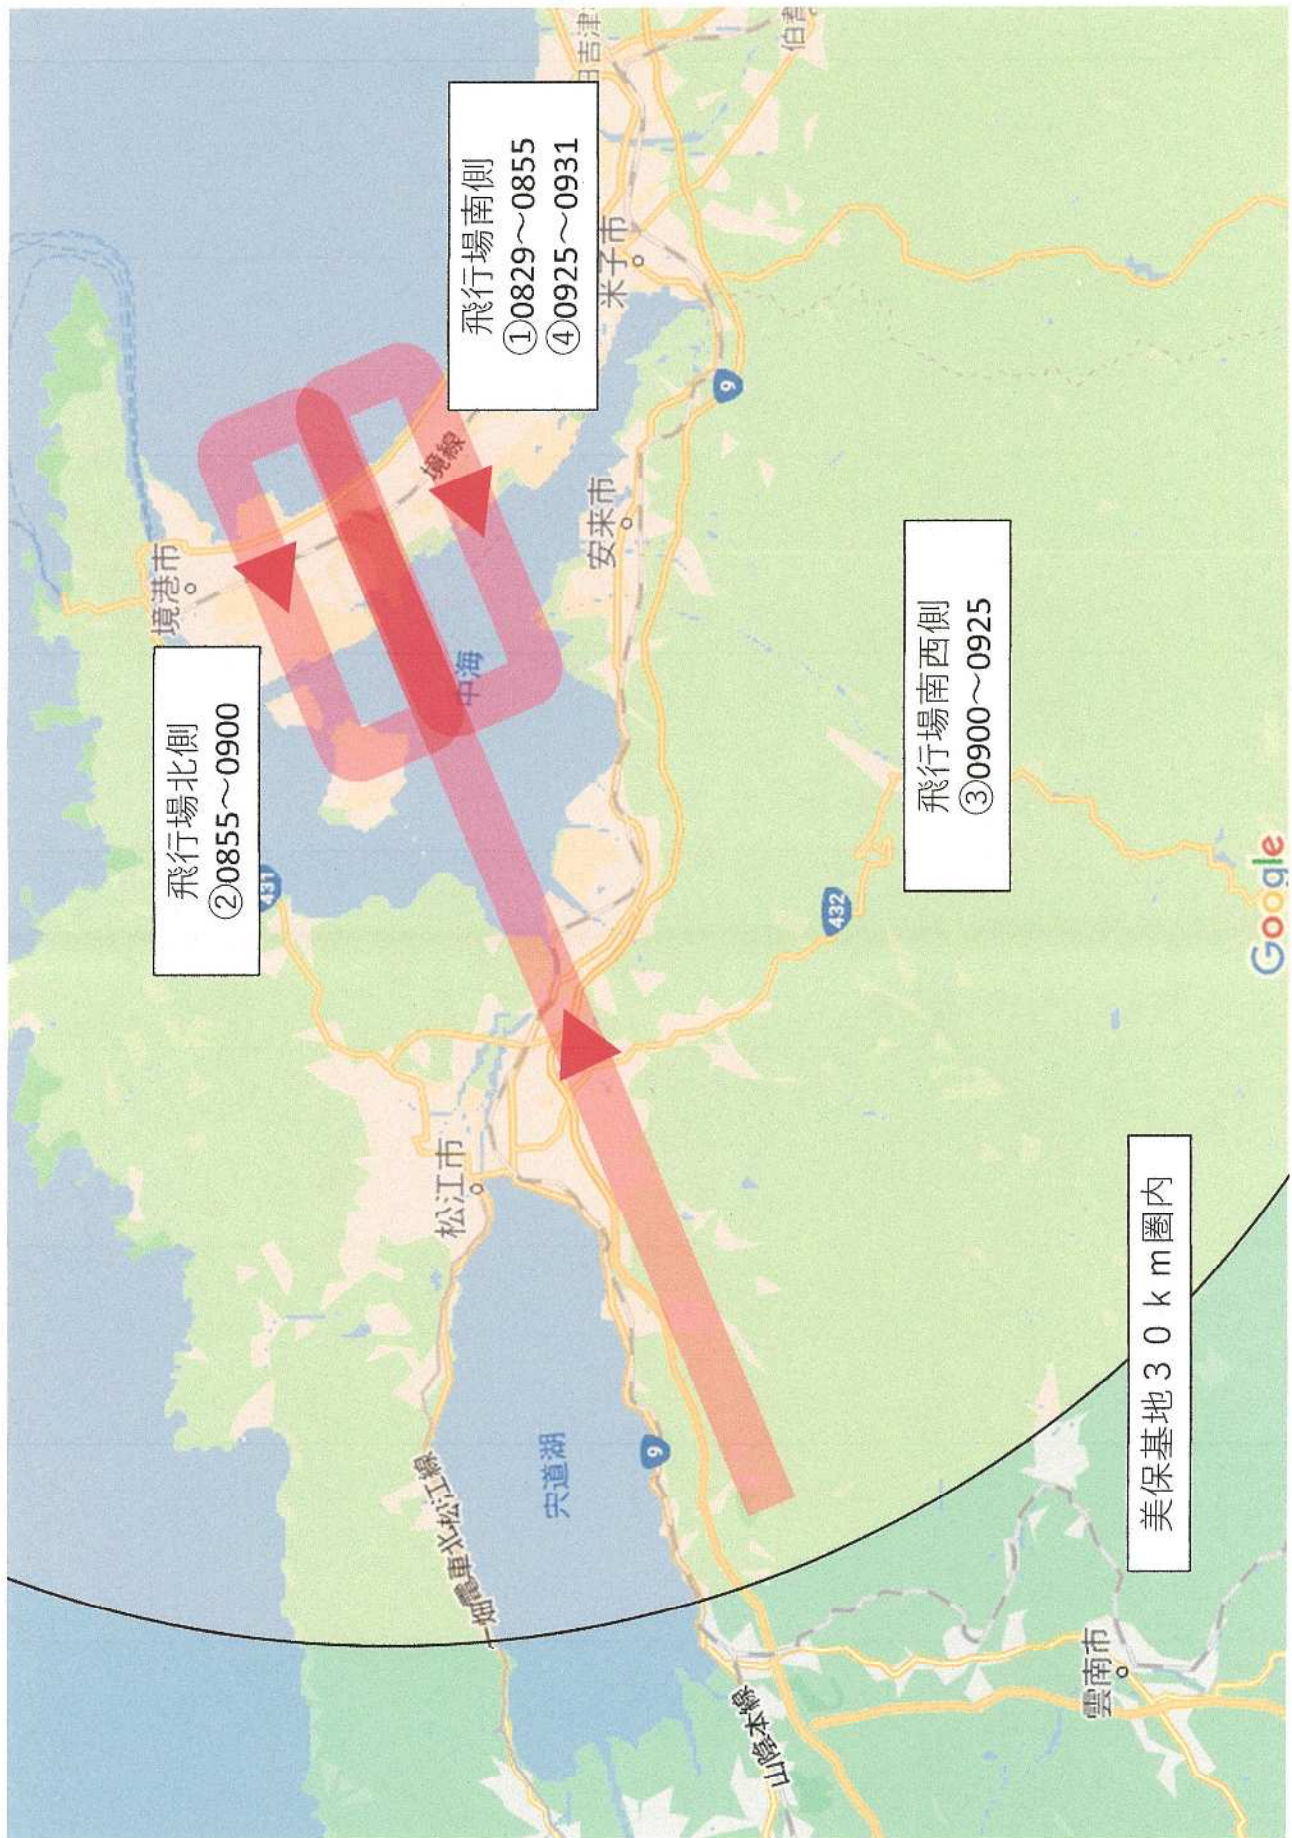 飛行場北側
②0855～0900
飛行場南側
①0829～0855
④0925～0931
飛行場南西側
③0900～0925
美保基地30km圏内
境港市
境線
中海
米子市
安来市
日吉津
松江市
宍道湖
一畑電車北松江線
山陰本線
雲南市
431
432
9
9
Google